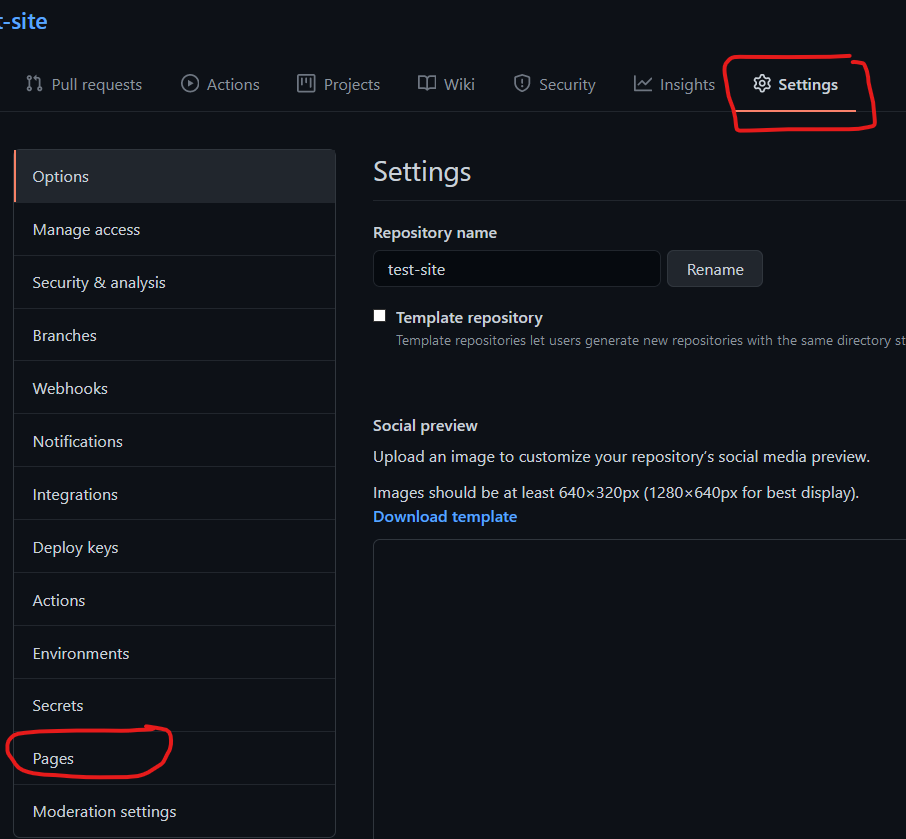 t-site
Pull requests Actions Projects Wiki Security Insights Settings
Options
Manage access
Security & analysis
Branches
Webhooks
Notifications
Integrations
Deploy keys
Actions
Environments
Secrets
Pages
Moderation settings
Settings
Repository name
test-site Rename
Template repository
Template repositories let users generate new repositories with the same directory st
Social preview
Upload an image to customize your repository’s social media preview.
Images should be at least 640×320px (1280×640px for best display).
Download template